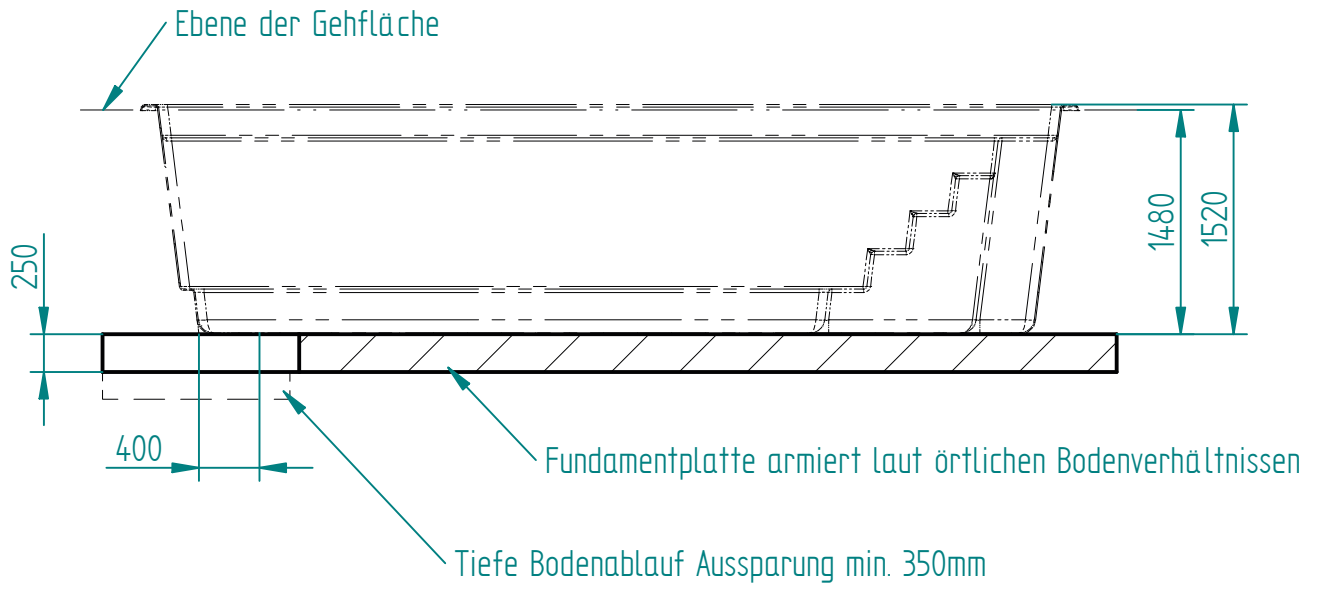 Ebene der Gehfläche
1480
1520
250
400
Fundamentplatte armiert laut örtlichen Bodenverhältnissen
Tiefe Bodenablauf Aussparung min. 350mm